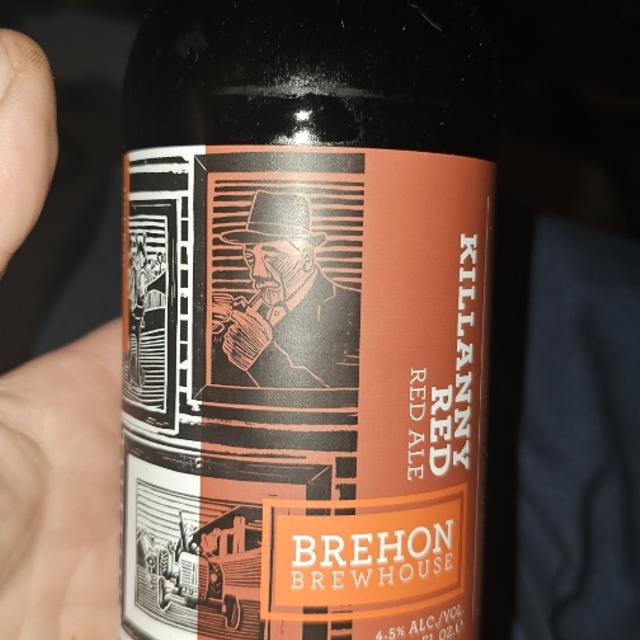 KILLANNY
RED
RED ALE
BREHON
BREWHOUSE
4.5% ALC./VOL.